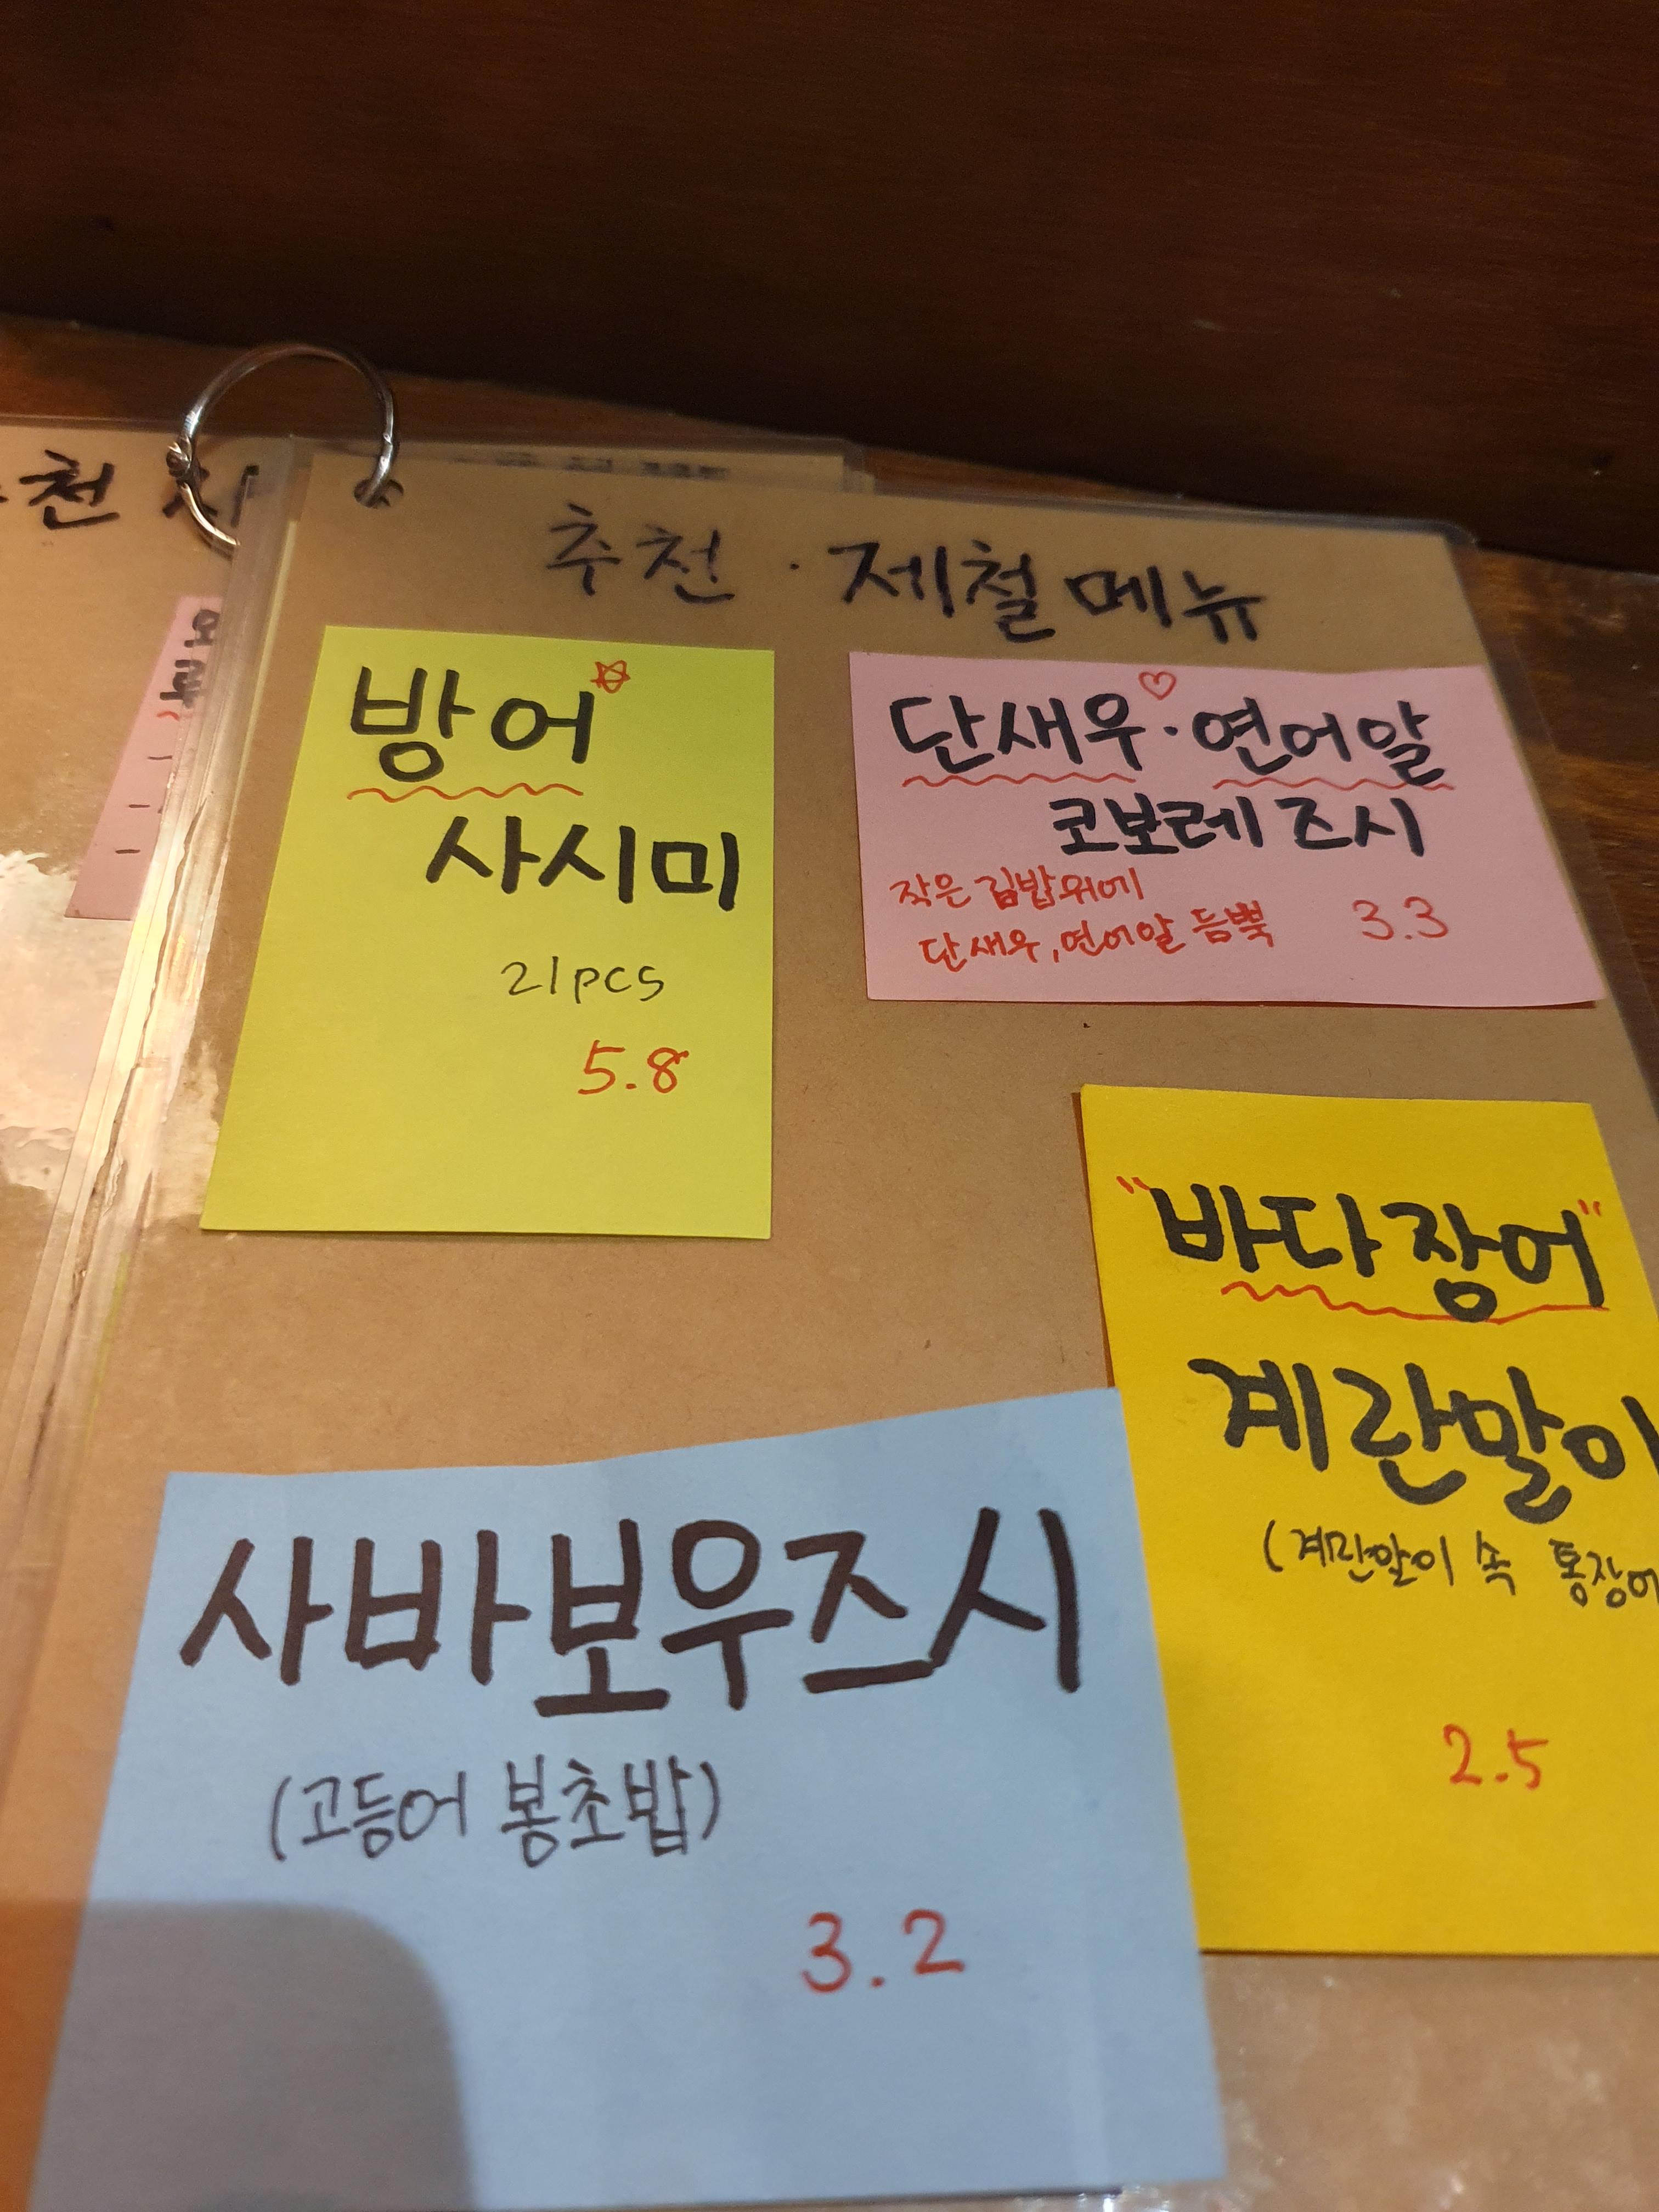 추천 · 제철메뉴
방어
사시미
21pcs
5.8
단새우·연어알
코보레즈시
작은 김밥위에
단새우,연어알 듬뿍
3.3
"바다장어"
계란말이
(계란말이 속 통장어
2.5
사바보우즈시
(고등어 봉초밥)
3.2